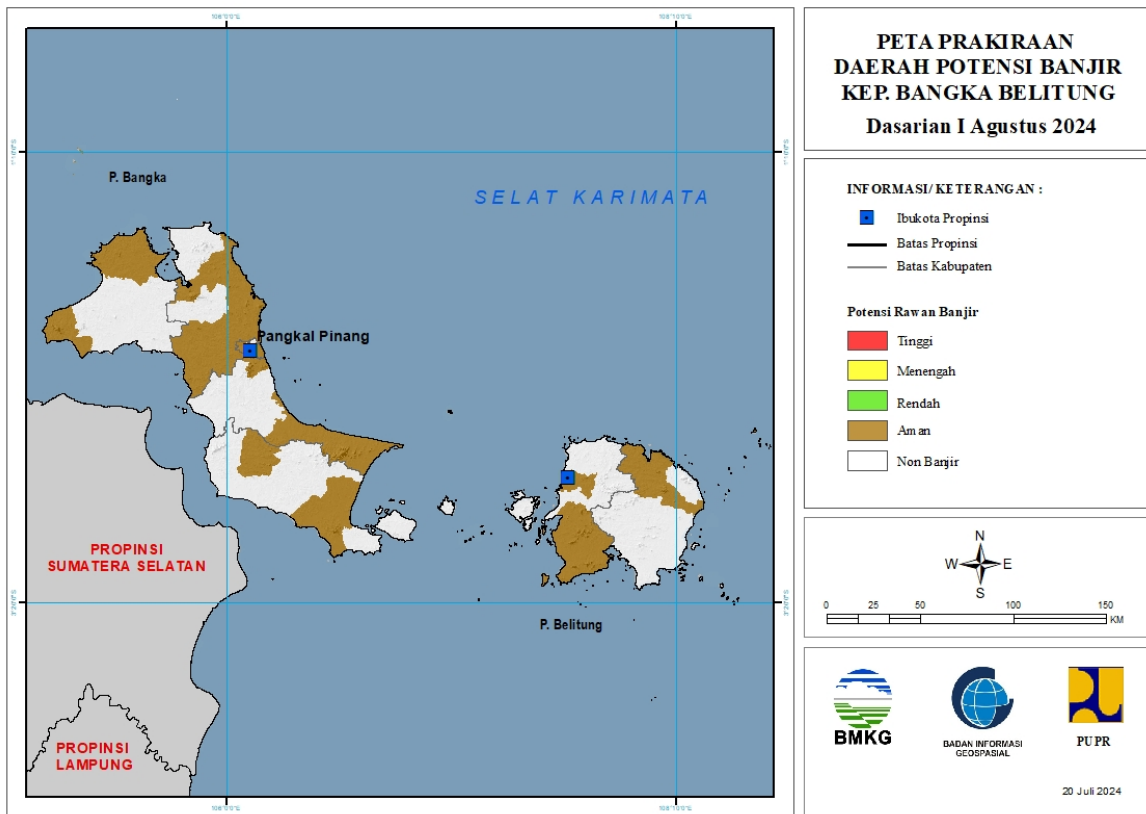 PETA PRAKIRAAN
DAERAH POTENSI BANJIR
KEP. BANGKA BELITUNG
Dasarian I Agustus 2024
P. Bangka
SELAT KARIMATA
Pangkal Pinang
PROPINSI
SUMATERA SELATAN
P. Belitung
PROPINSI
LAMPUNG
INFORMASI/KETERANGAN :
Ibukota Propinsi
Batas Propinsi
Batas Kabupaten
Potensi Rawan Banjir
Tinggi
Menengah
Rendah
Aman
Non Banjir
N
W E
S
0 25 50 100 150
KM
BMKG
BADAN INFORMASI
GEOSPASIAL
PUPR
20 Juli 2024